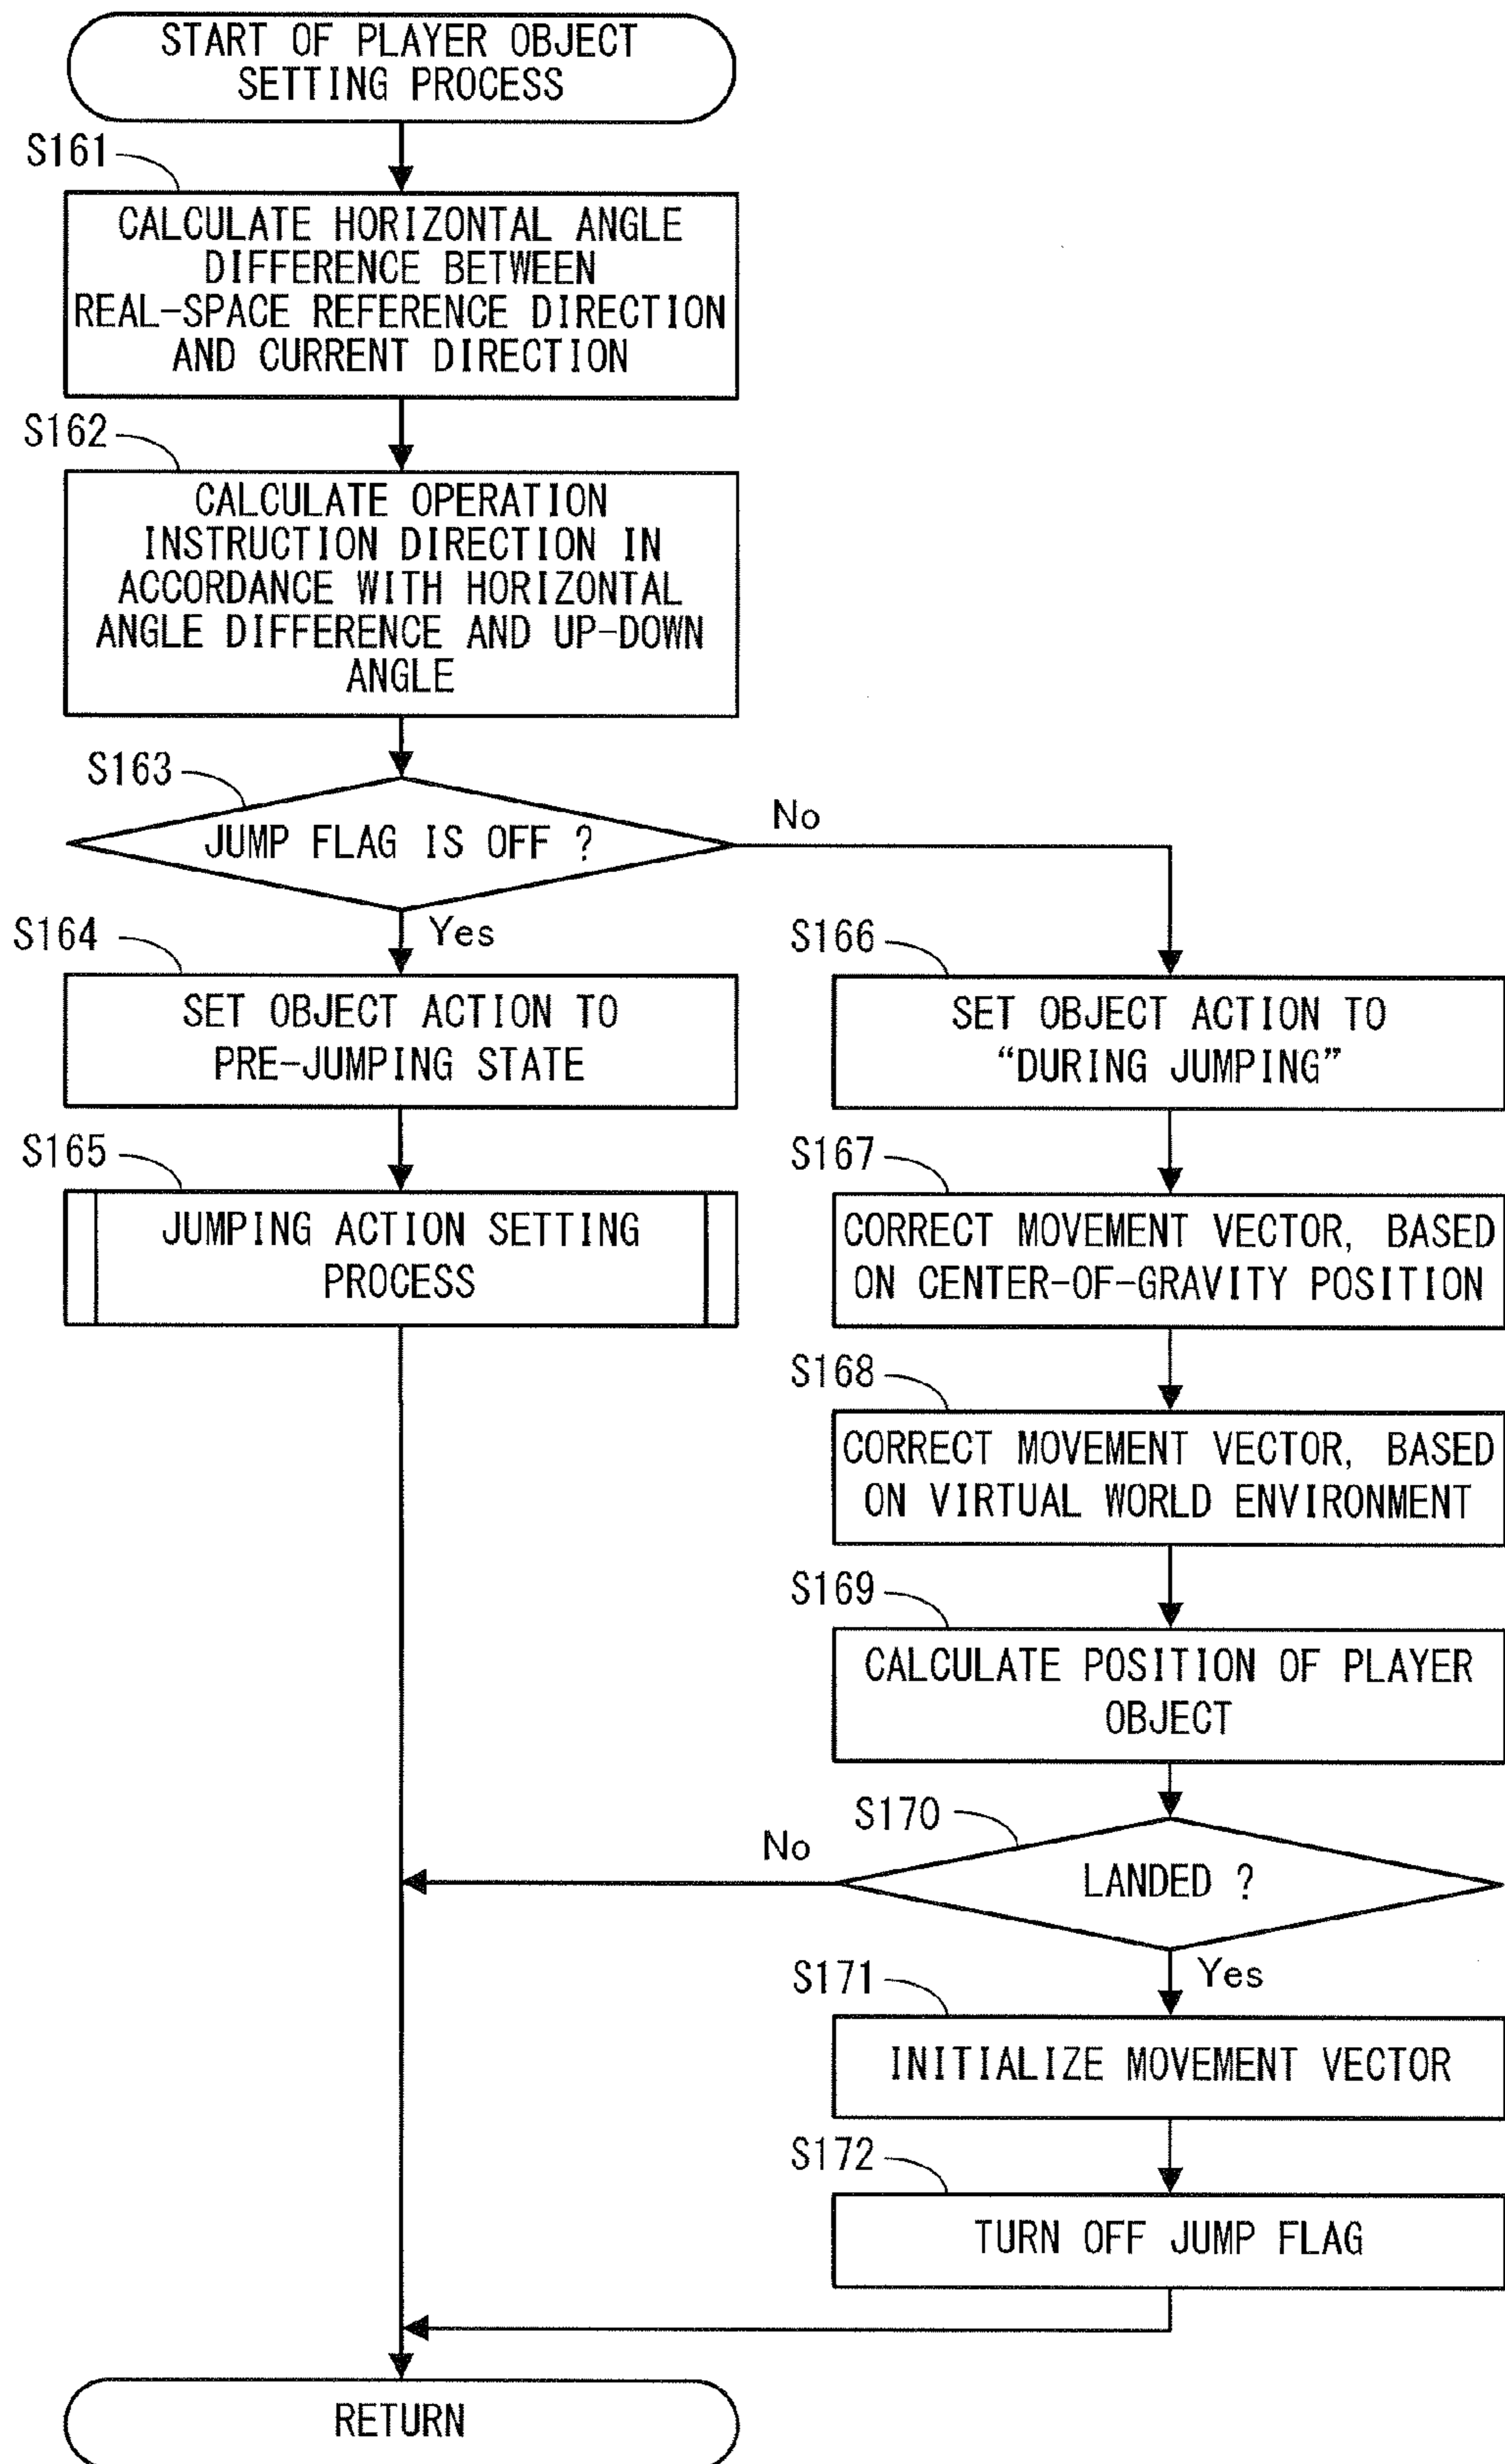 START OF PLAYER OBJECT
SETTING PROCESS
S161
CALCULATE HORIZONTAL ANGLE
DIFFERENCE BETWEEN
REAL-SPACE REFERENCE DIRECTION
AND CURRENT DIRECTION
S162
CALCULATE OPERATION
INSTRUCTION DIRECTION IN
ACCORDANCE WITH HORIZONTAL
ANGLE DIFFERENCE AND UP-DOWN
ANGLE
S163
JUMP FLAG IS OFF ?
No
Yes
S164
SET OBJECT ACTION TO
PRE-JUMPING STATE
S165
JUMPING ACTION SETTING
PROCESS
S166
SET OBJECT ACTION TO
“DURING JUMPING”
S167
CORRECT MOVEMENT VECTOR, BASED
ON CENTER-OF-GRAVITY POSITION
S168
CORRECT MOVEMENT VECTOR, BASED
ON VIRTUAL WORLD ENVIRONMENT
S169
CALCULATE POSITION OF PLAYER
OBJECT
S170
LANDED ?
No
Yes
S171
INITIALIZE MOVEMENT VECTOR
S172
TURN OFF JUMP FLAG
RETURN